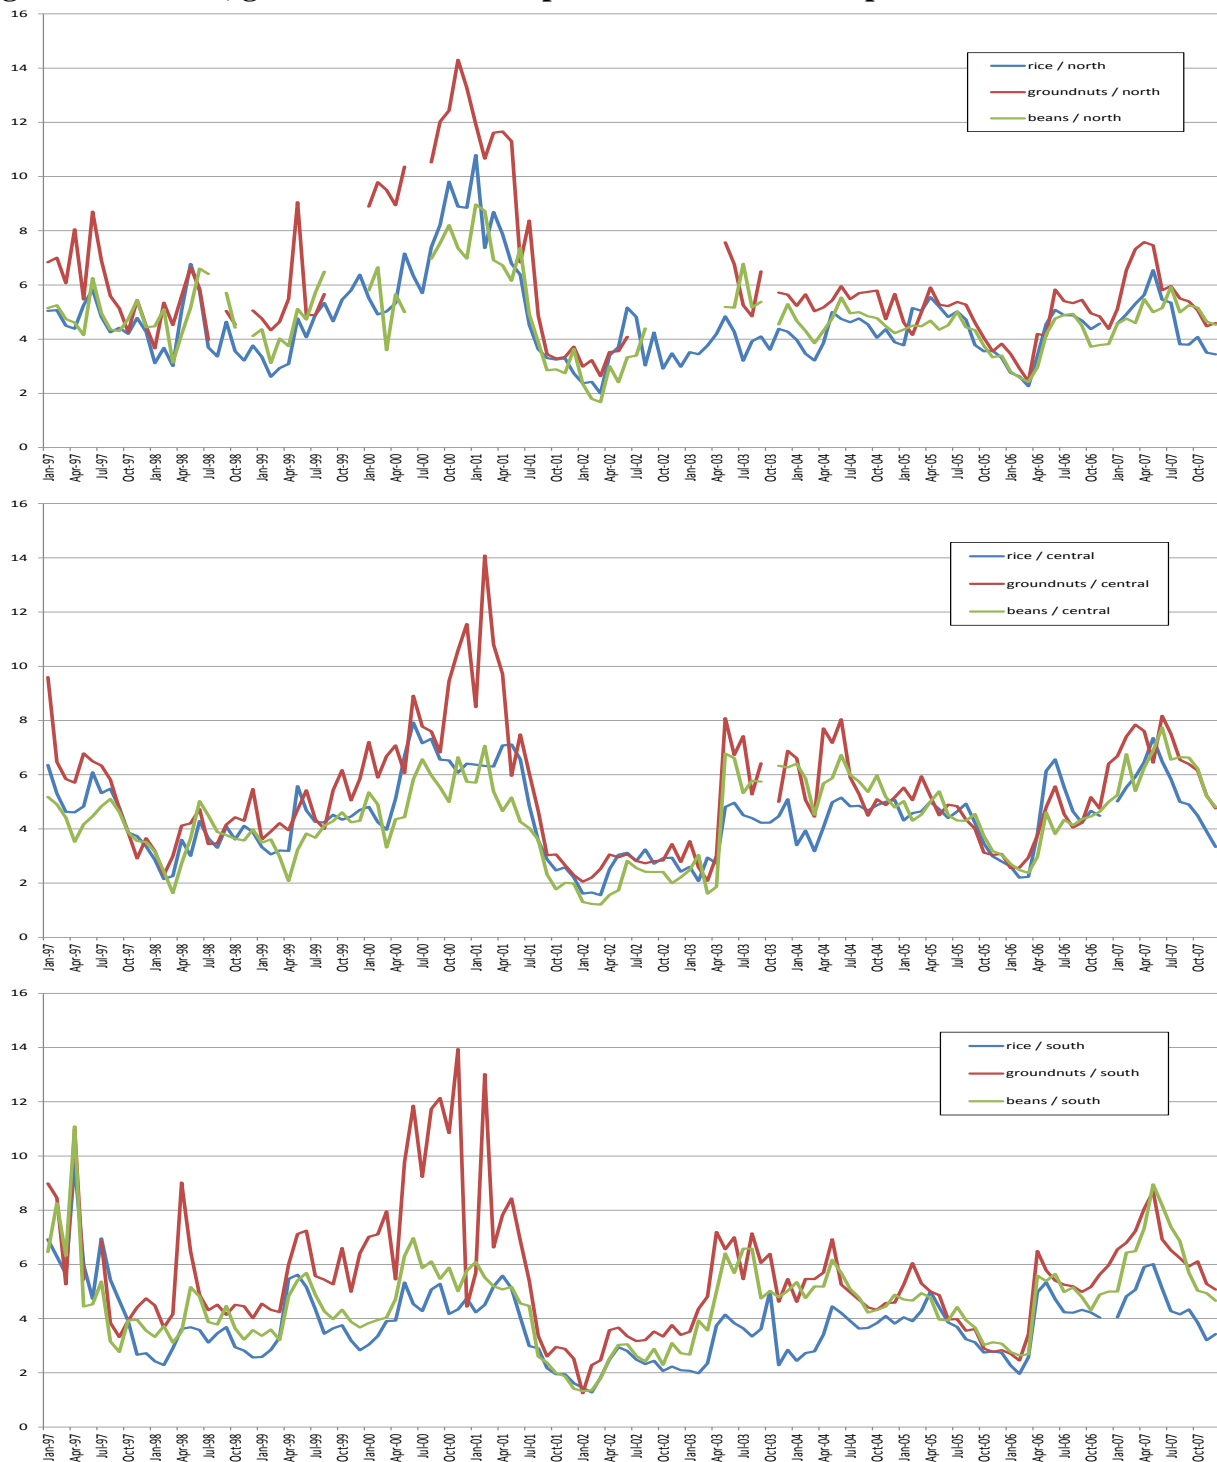 16
14
12
10
8
6
4
2
0
rice / north
groundnuts / north
beans / north
Jan-97 Apr-97 Jul-97 Oct-97 Jan-98 Apr-98 Jul-98 Oct-98 Jan-99 Apr-99 Jul-99 Oct-99 Jan-00 Apr-00 Jul-00 Oct-00 Jan-01 Apr-01 Jul-01 Oct-01 Jan-02 Apr-02 Jul-02 Oct-02 Jan-03 Apr-03 Jul-03 Oct-03 Jan-04 Apr-04 Jul-04 Oct-04 Jan-05 Apr-05 Jul-05 Oct-05 Jan-06 Apr-06 Jul-06 Oct-06 Jan-07 Apr-07 Jul-07 Oct-07
16
14
12
10
8
6
4
2
0
rice / central
groundnuts / central
beans / central
Jan-97 Apr-97 Jul-97 Oct-97 Jan-98 Apr-98 Jul-98 Oct-98 Jan-99 Apr-99 Jul-99 Oct-99 Jan-00 Apr-00 Jul-00 Oct-00 Jan-01 Apr-01 Jul-01 Oct-01 Jan-02 Apr-02 Jul-02 Oct-02 Jan-03 Apr-03 Jul-03 Oct-03 Jan-04 Apr-04 Jul-04 Oct-04 Jan-05 Apr-05 Jul-05 Oct-05 Jan-06 Apr-06 Jul-06 Oct-06 Jan-07 Apr-07 Jul-07 Oct-07
16
14
12
10
8
6
4
2
0
rice / south
groundnuts / south
beans / south
Jan-97 Apr-97 Jul-97 Oct-97 Jan-98 Apr-98 Jul-98 Oct-98 Jan-99 Apr-99 Jul-99 Oct-99 Jan-00 Apr-00 Jul-00 Oct-00 Jan-01 Apr-01 Jul-01 Oct-01 Jan-02 Apr-02 Jul-02 Oct-02 Jan-03 Apr-03 Jul-03 Oct-03 Jan-04 Apr-04 Jul-04 Oct-04 Jan-05 Apr-05 Jul-05 Oct-05 Jan-06 Apr-06 Jul-06 Oct-06 Jan-07 Apr-07 Jul-07 Oct-07